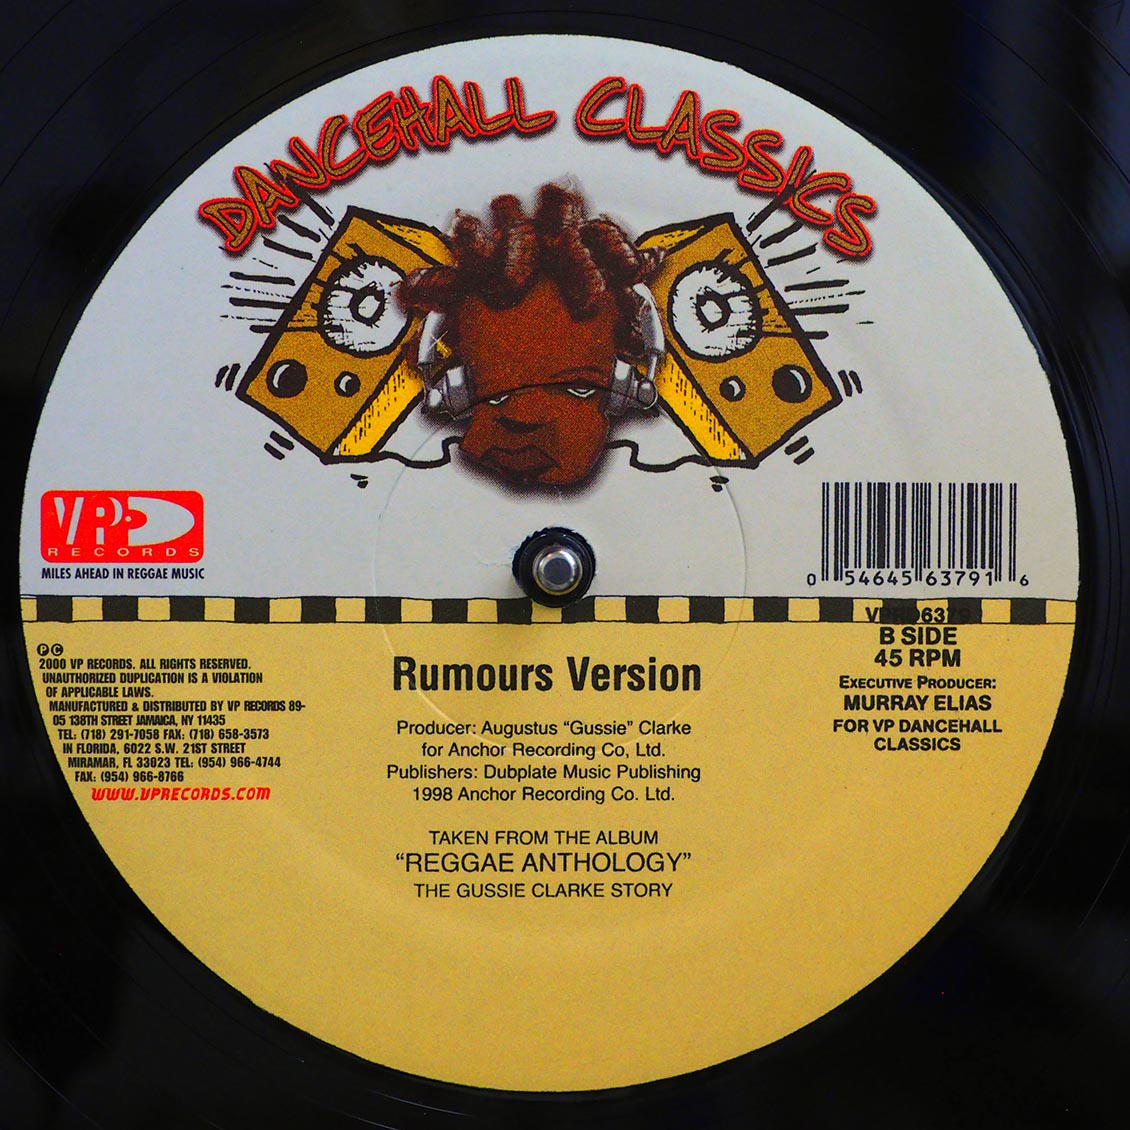 DANCEHALL CLASSICS
VP
RECORDS
MILES AHEAD IN REGGAE MUSIC
0 54645 63791 6
B SIDE
45 RPM
EXECUTIVE PRODUCER:
MURRAY ELIAS
FOR VP DANCEHALL
CLASSICS
℗©
2000 VP RECORDS. ALL RIGHTS RESERVED.
UNAUTHORIZED DUPLICATION IS A VIOLATION
OF APPLICABLE LAWS.
MANUFACTURED & DISTRIBUTED BY VP RECORDS 89-
05 138TH STREET JAMAICA, NY 11435
TEL: (718) 291-7058 FAX: (718) 658-3573
IN FLORIDA, 6022 S.W. 21ST STREET
MIRAMAR, FL 33023 TEL: (954) 966-4744
FAX: (954) 966-8766
WWW.VPRECORDS.COM
Rumours Version
Producer: Augustus “Gussie” Clarke
for Anchor Recording Co, Ltd.
Publishers: Dubplate Music Publishing
1998 Anchor Recording Co. Ltd.
TAKEN FROM THE ALBUM
“REGGAE ANTHOLOGY”
THE GUSSIE CLARKE STORY